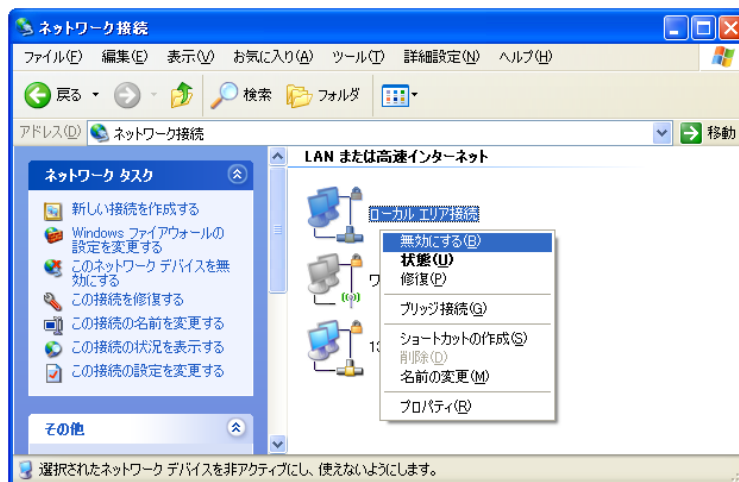 ネットワーク接続
ファイル(F) 編集(E) 表示(V) お気に入り(A) ツール(T) 詳細設定(N) ヘルプ(H)
戻る 検索 フォルダ
アドレス(D) ネットワーク接続 移動
ネットワーク タスク
新しい接続を作成する
Windows ファイアウォールの
設定を変更する
このネットワーク デバイスを無
効にする
この接続を修復する
この接続の名前を変更する
この接続の状況を表示する
この接続の設定を変更する
その他
LAN または高速インターネット
ローカル エリア接続
ワ
13
無効にする(B)
状態(U)
修復(P)
ブリッジ接続(G)
ショートカットの作成(S)
削除(D)
名前の変更(M)
プロパティ(R)
選択されたネットワーク デバイスを非アクティブにし、使えないようにします。